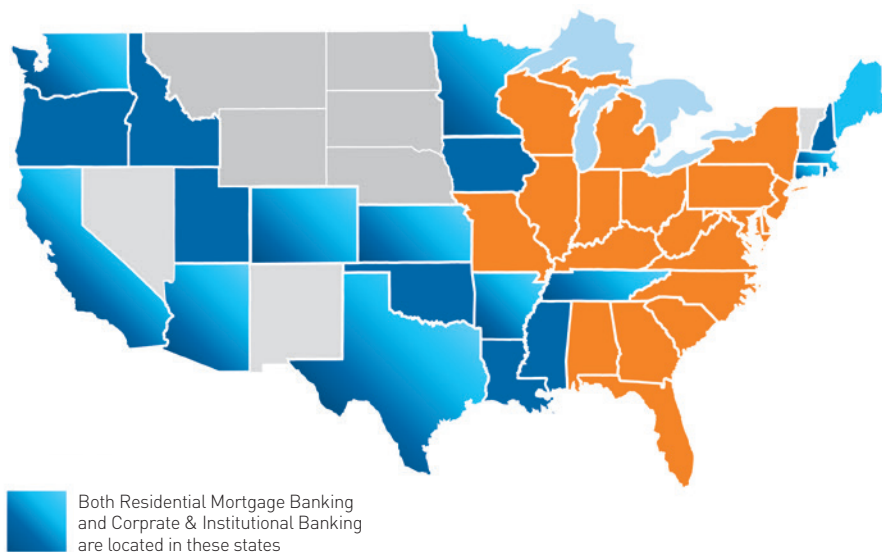 Both Residential Mortgage Banking
and Corprate & Institutional Banking
are located in these states